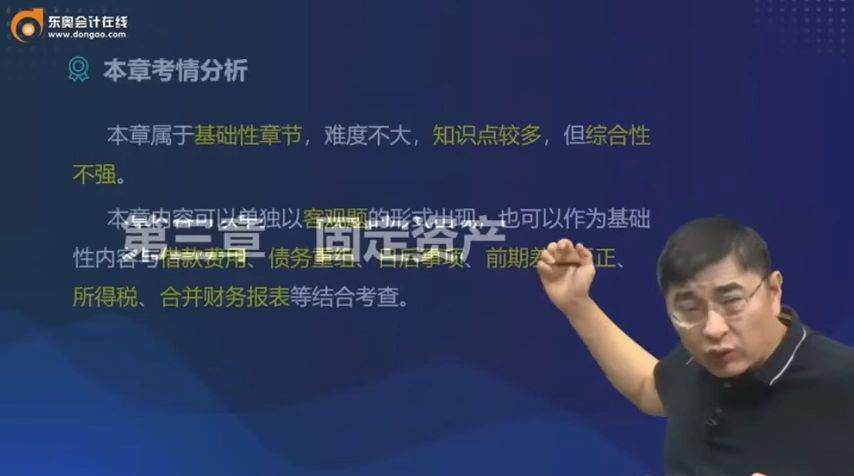 东奥会计在线
www.dongao.com
本章考情分析
本章属于基础性章节，难度不大，知识点较多，但综合性
不强。
本章内容可以单独以客观题的形式出现，也可以作为基础
第三章 固定资产
性内容与借款费用、债务重组、日后事项、前期差正、
所得税、合并财务报表等结合考查。